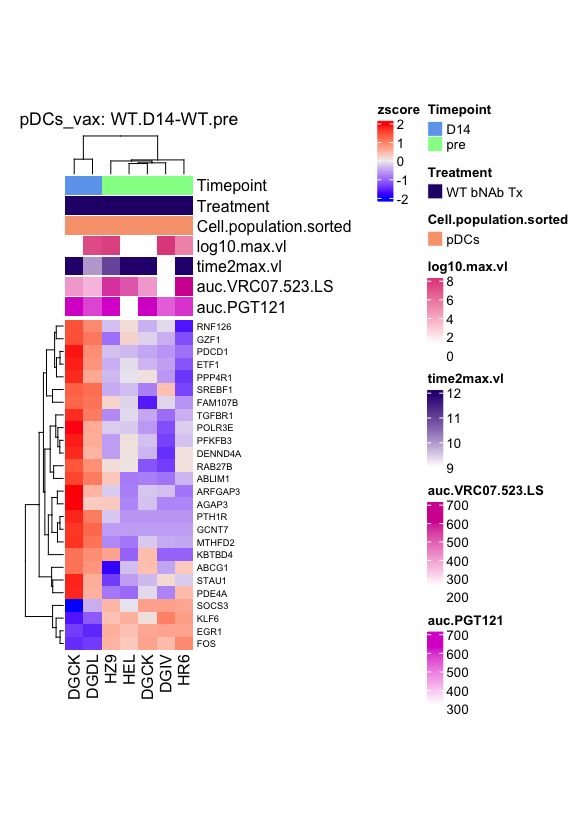 pDCs_vax: WT.D14-WT.pre
Timepoint
Treatment
Cell.population.sorted
log10.max.vl
time2max.vl
auc.VRC07.523.LS
auc.PGT121
RNF126
GZF1
PDCD1
ETF1
PPP4R1
SREBF1
FAM107B
TGFBR1
POLR3E
PFKFB3
DENND4A
RAB27B
ABLIM1
ARFGAP3
AGAP3
PTH1R
GCNT7
MTHFD2
KBTBD4
ABCG1
STAU1
PDE4A
SOCS3
KLF6
EGR1
FOS
DGCK
DGDL
HZ9
HEL
DGCK
DGIV
HR6
zscore
2
1
0
-1
-2
Timepoint
D14
pre
Treatment
WT bNAb Tx
Cell.population.sorted
pDCs
log10.max.vl
8
6
4
2
0
time2max.vl
12
11
10
9
auc.VRC07.523.LS
700
600
500
400
300
200
auc.PGT121
700
600
500
400
300